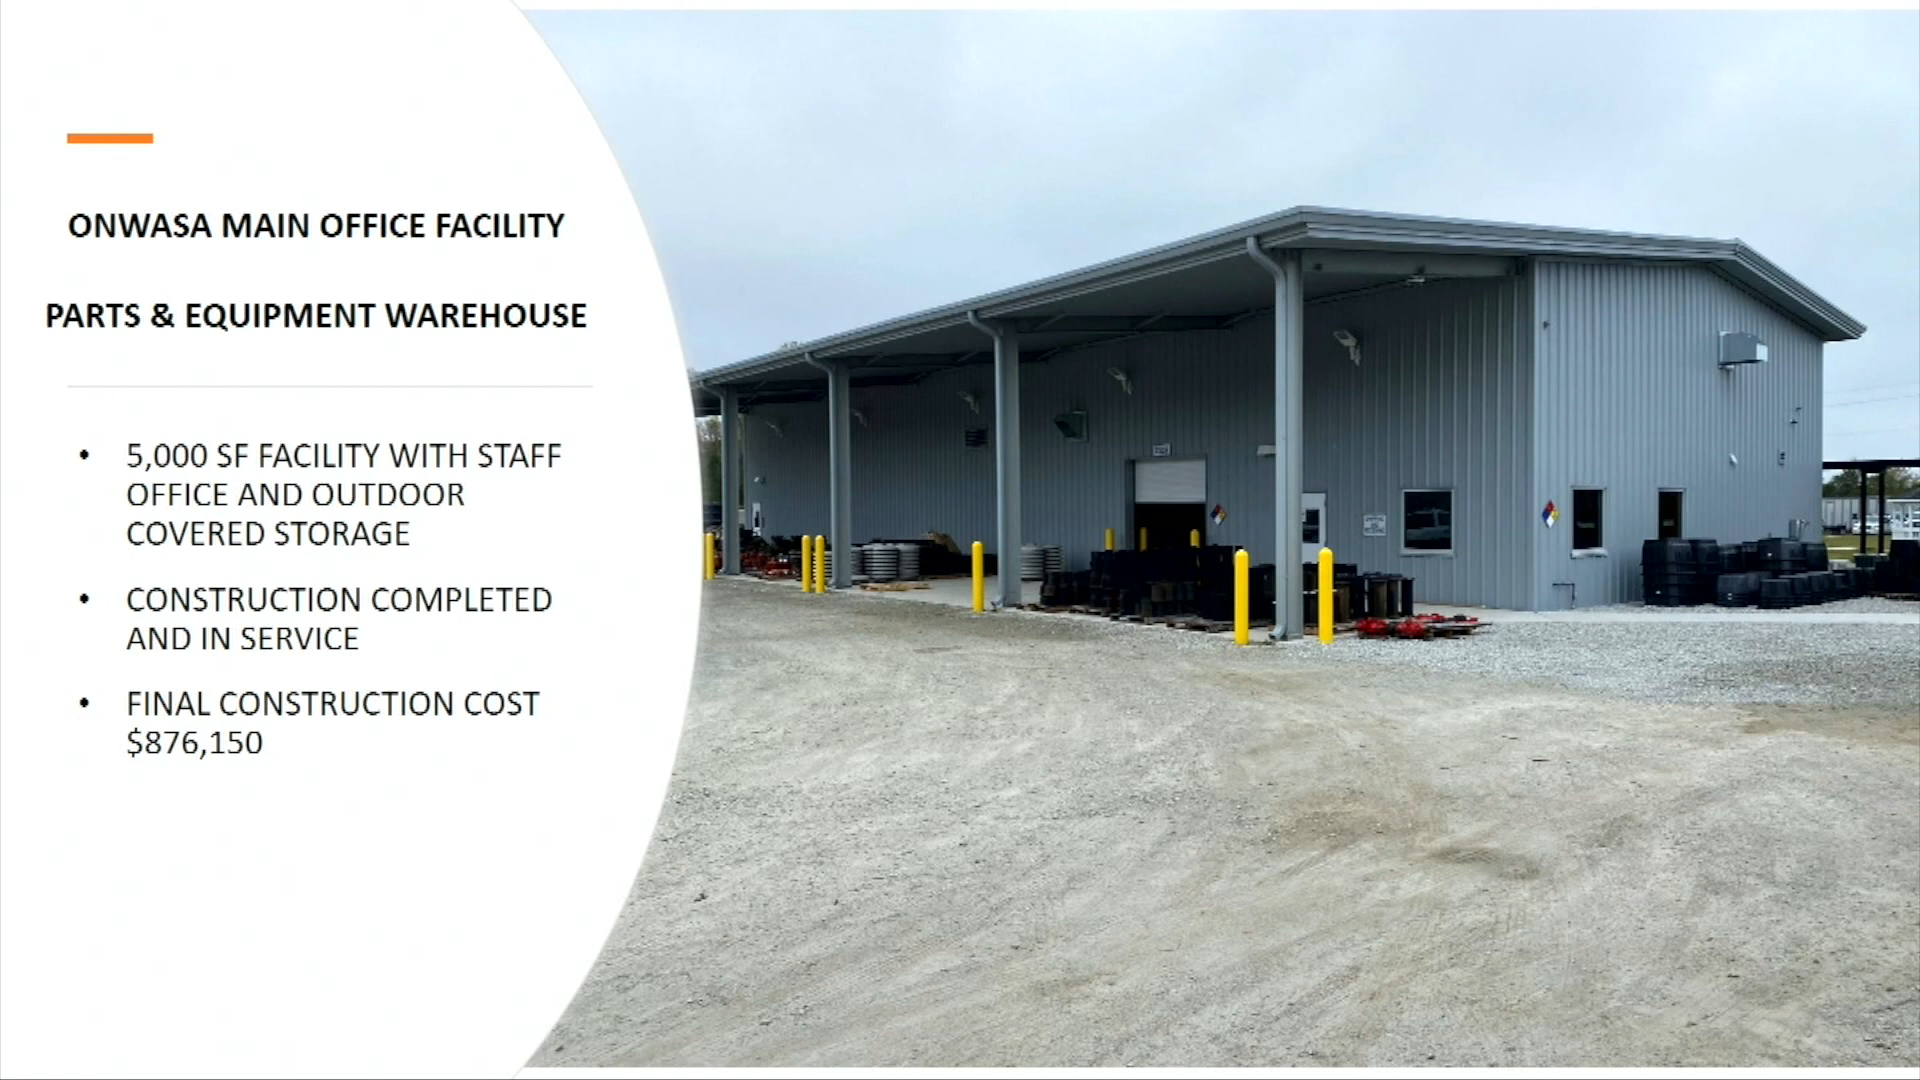 ONWASA MAIN OFFICE FACILITY
PARTS & EQUIPMENT WAREHOUSE
• 5,000 SF FACILITY WITH STAFF
OFFICE AND OUTDOOR
COVERED STORAGE
• CONSTRUCTION COMPLETED
AND IN SERVICE
• FINAL CONSTRUCTION COST
$876,150